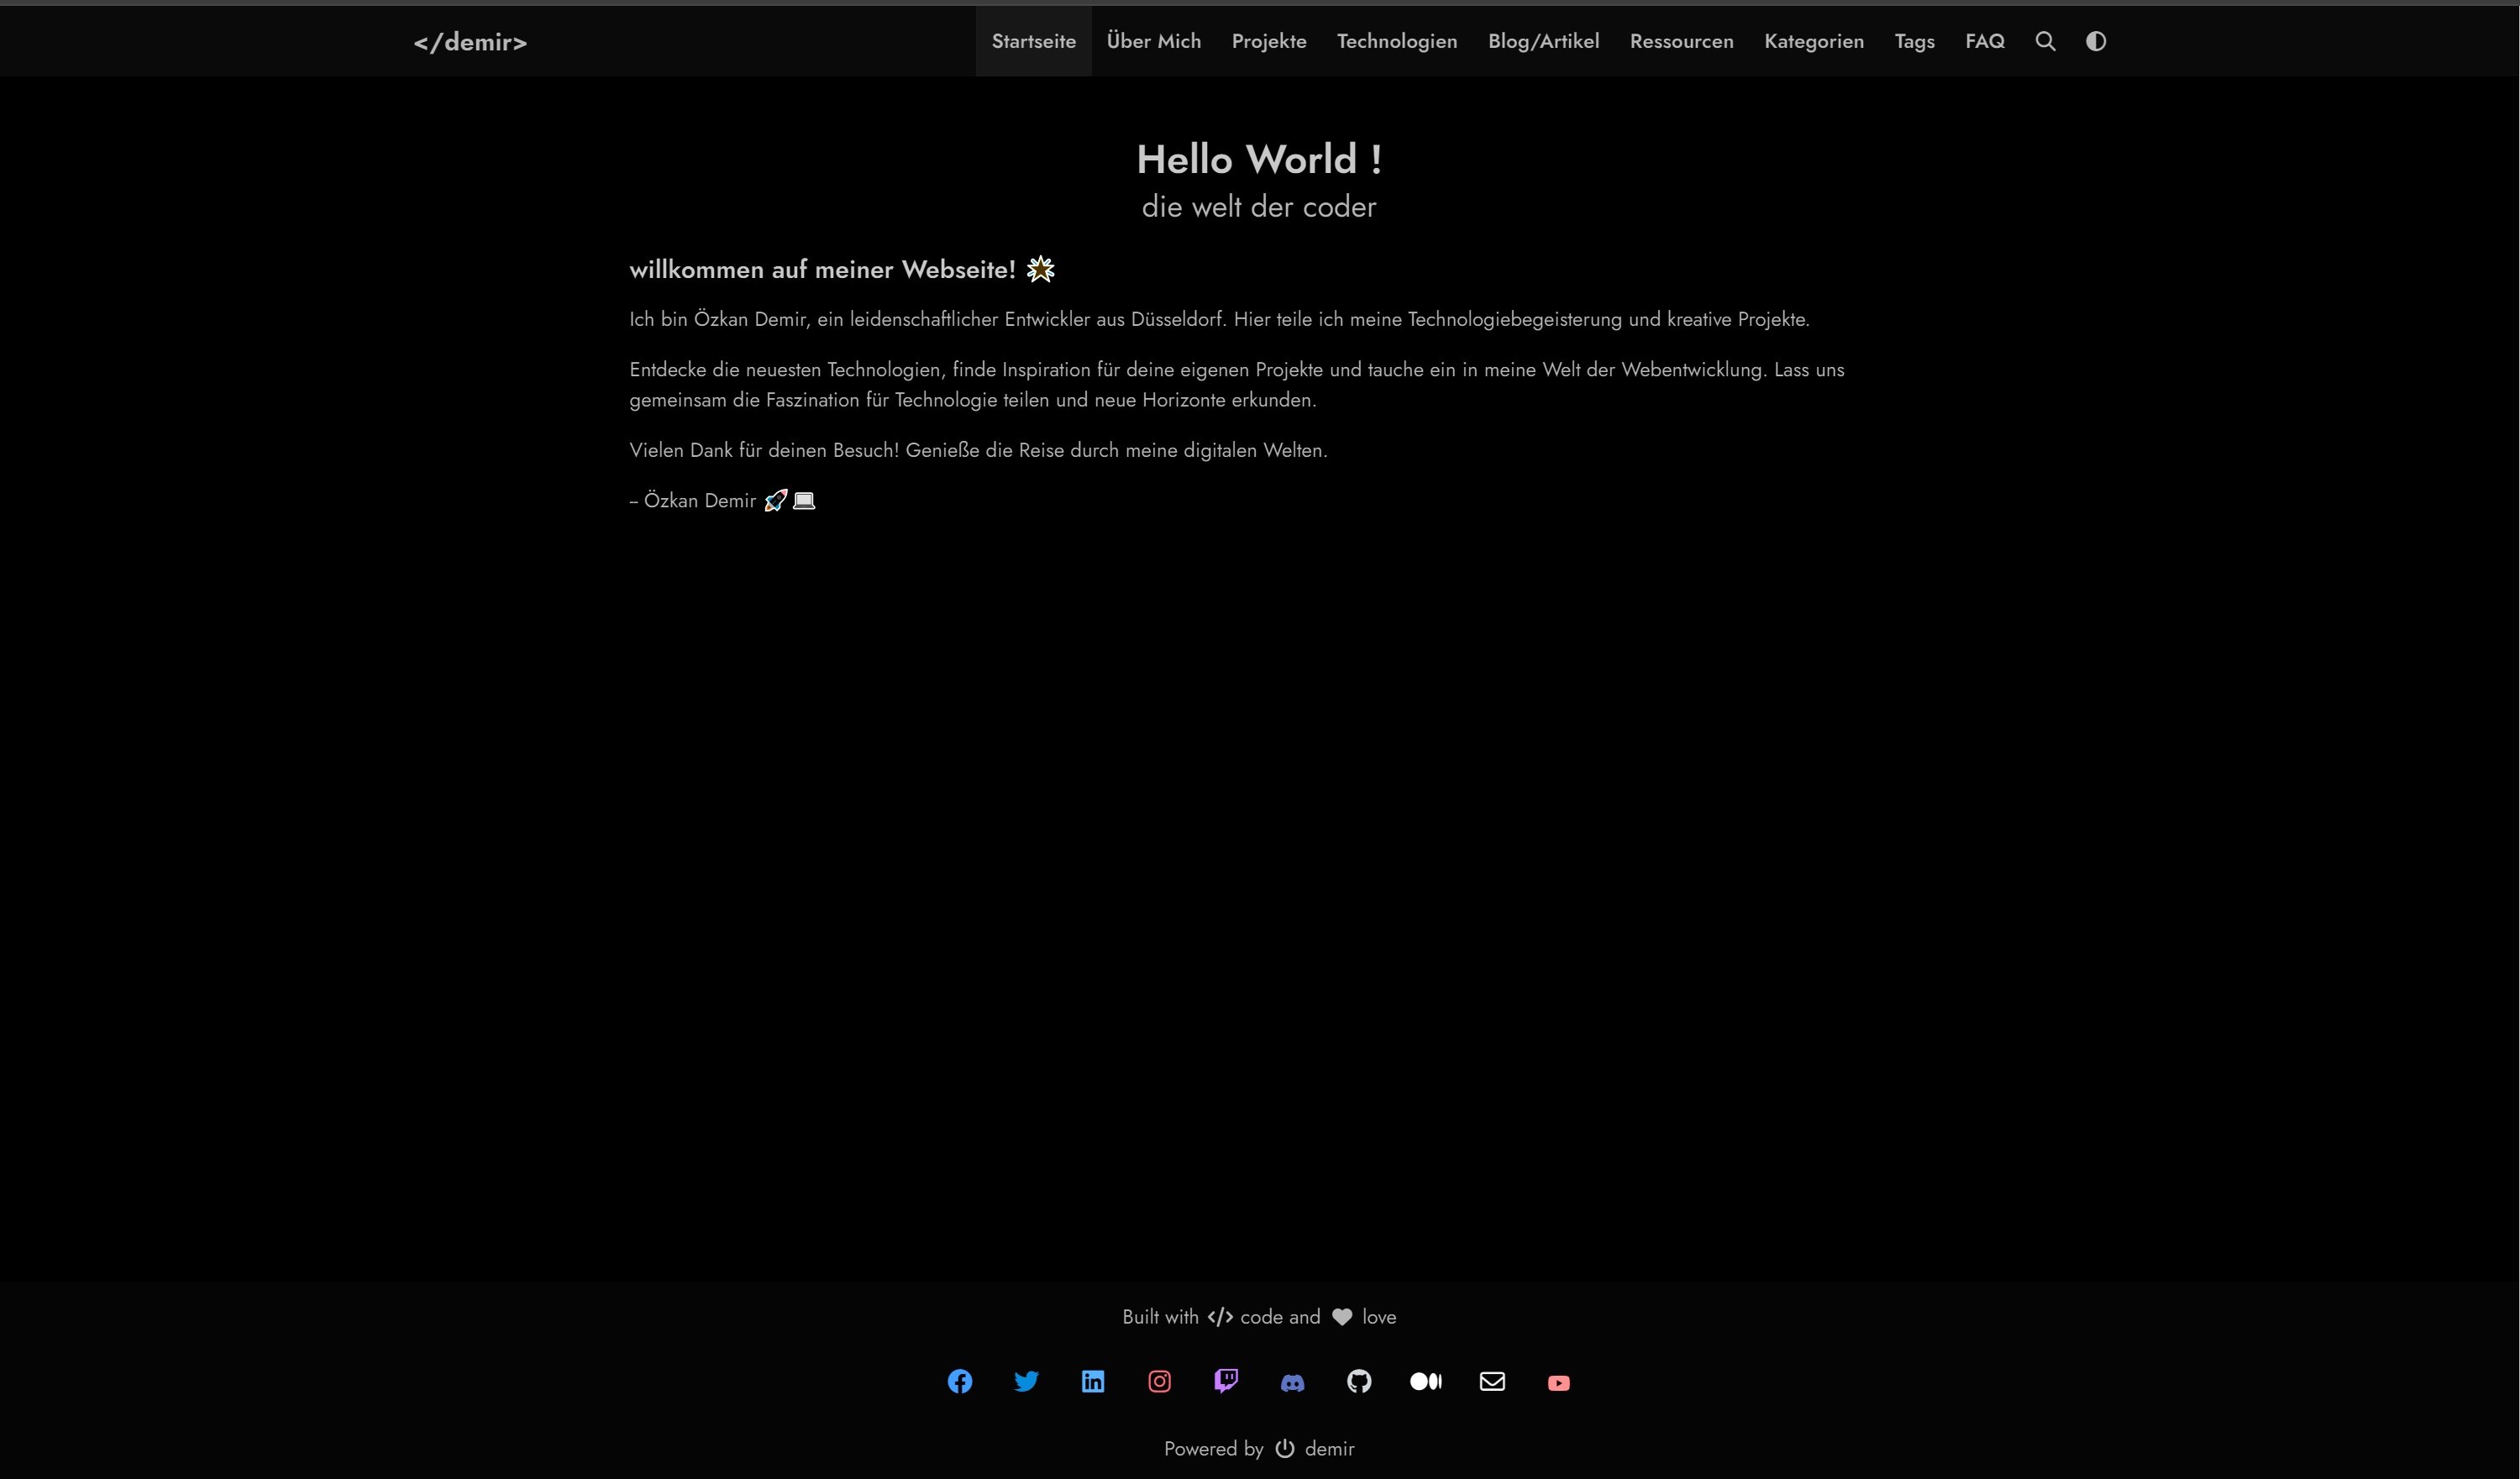 </demir>
Startseite Über Mich Projekte Technologien Blog/Artikel Ressourcen Kategorien Tags FAQ
Hello World !
die welt der coder
willkommen auf meiner Webseite! 🌟
Ich bin Özkan Demir, ein leidenschaftlicher Entwickler aus Düsseldorf. Hier teile ich meine Technologiebegeisterung und kreative Projekte.
Entdecke die neuesten Technologien, finde Inspiration für deine eigenen Projekte und tauche ein in meine Welt der Webentwicklung. Lass uns
gemeinsam die Faszination für Technologie teilen und neue Horizonte erkunden.
Vielen Dank für deinen Besuch! Genieße die Reise durch meine digitalen Welten.
– Özkan Demir 🚀💻
Built with </> code and ♥ love
Powered by ⏻ demir